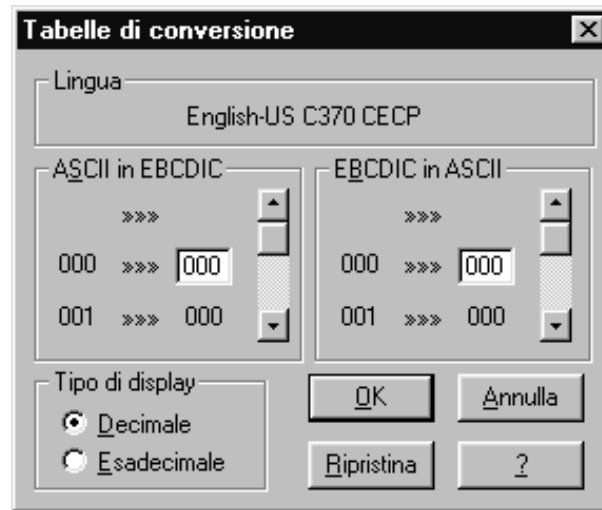 Tabelle di conversione
Lingua
English-US C370 CECP
ASCII in EBCDIC
»»»
000 »»» 000
001 »»» 000
EBCDIC in ASCII
»»»
000 »»» 000
001 »»» 000
Tipo di display
Decimale
Esadecimale
OK
Annulla
Ripristina
?